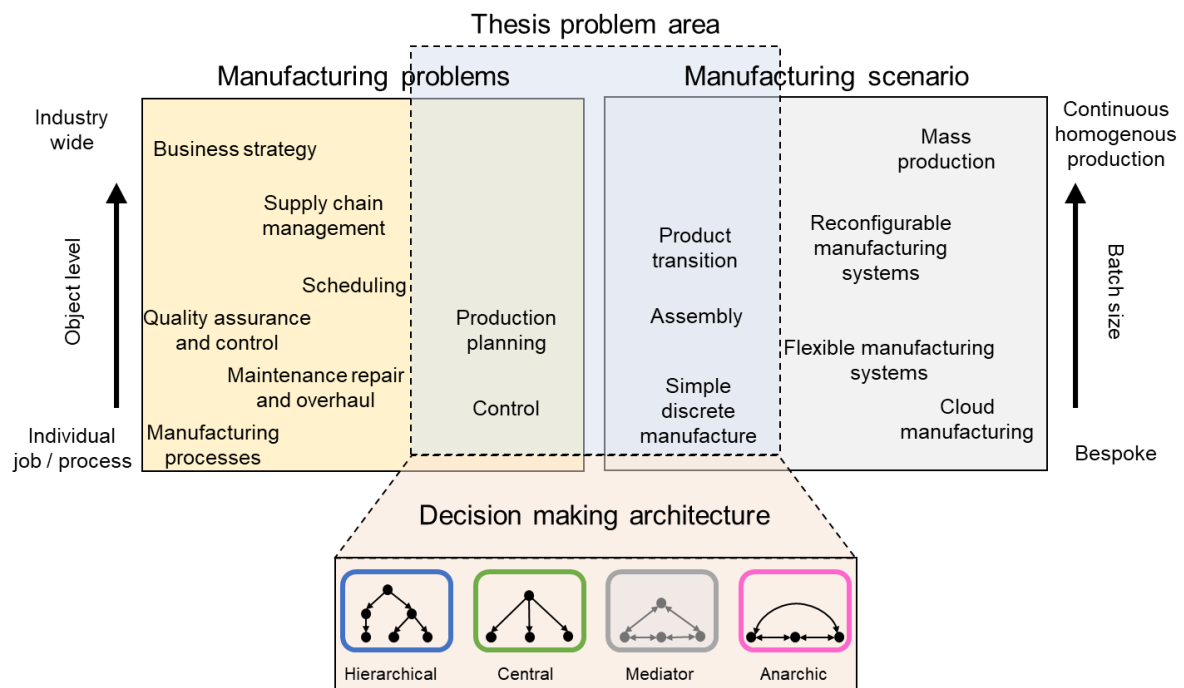 Thesis problem area
Manufacturing problems
Manufacturing scenario
Industry
wide
Object level
Individual
job / process
Business strategy
Supply chain
management
Scheduling
Quality assurance
and control
Maintenance repair
and overhaul
Manufacturing
processes
Production
planning
Control
Product
transition
Assembly
Simple
discrete
manufacture
Mass
production
Reconfigurable
manufacturing
systems
Flexible manufacturing
systems
Cloud
manufacturing
Continuous
homogenous
production
Batch size
Bespoke
Decision making architecture
Hierarchical
Central
Mediator
Anarchic